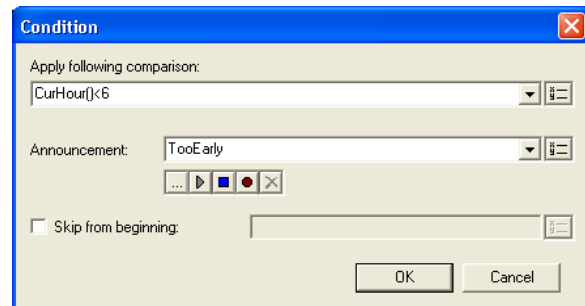 Condition
Apply following comparison:
CurHour()<6
Announcement: TooEarly
...
Skip from beginning:
OK Cancel